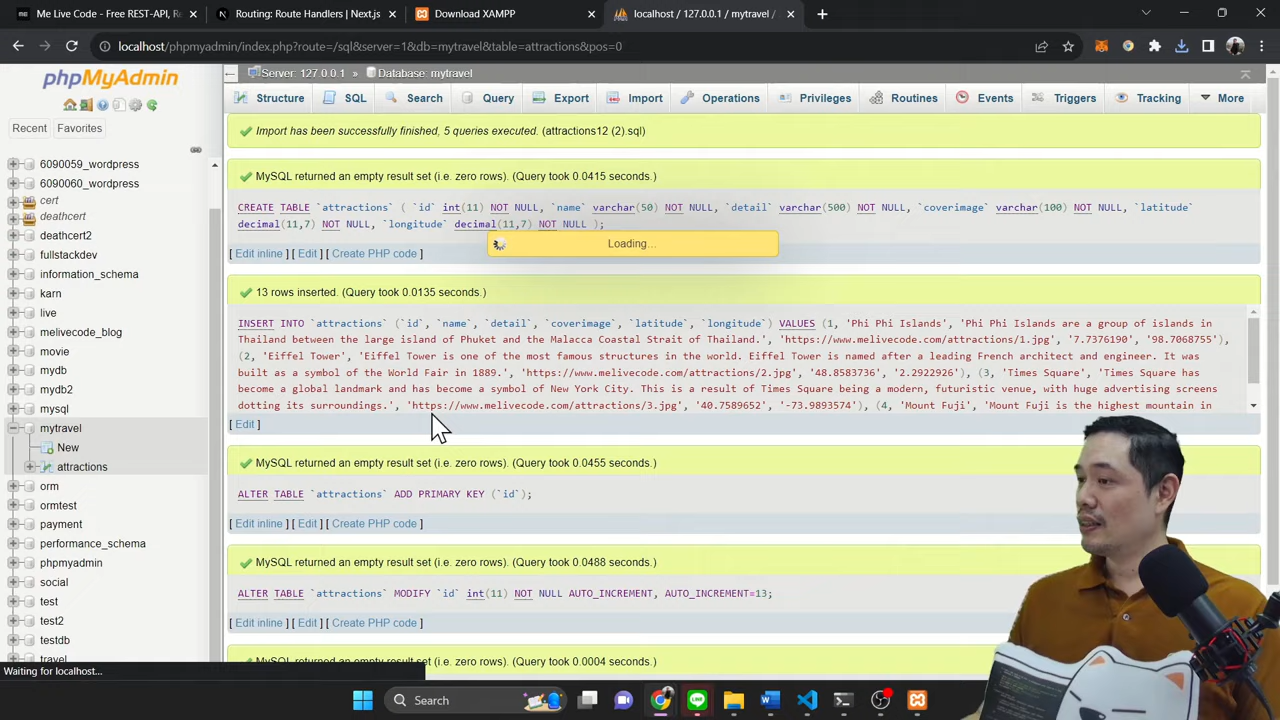 Me Live Code - Free REST-API, Re
Routing: Route Handlers | Next.js
Download XAMPP
localhost / 127.0.0.1 / mytravel /
localhost/phpmyadmin/index.php?route=/sql&server=1&db=mytravel&table=attractions&pos=0
phpMyAdmin
Recent
Favorites
6090059_wordpress
6090060_wordpress
cert
deathcert
deathcert2
fullstackdev
information_schema
karn
live
melivecode_blog
movie
mydb
mydb2
mysql
mytravel
New
attractions
orm
ormtest
payment
performance_schema
phpmyadmin
social
test
test2
testdb
travel
Waiting for localhost...
Server: 127.0.0.1 » Database: mytravel
Structure SQL Search Query Export Import Operations Privileges Routines Events Triggers Tracking More
Import has been successfully finished, 5 queries executed. (attractions12 (2).sql)
MySQL returned an empty result set (i.e. zero rows). (Query took 0.0415 seconds.)
CREATE TABLE `attractions` ( `id` int(11) NOT NULL, `name` varchar(50) NOT NULL, `detail` varchar(500) NOT NULL, `coverimage` varchar(100) NOT NULL, `latitude`
decimal(11,7) NOT NULL, `longitude` decimal(11,7) NOT NULL );
Loading...
[ Edit inline ] [ Edit ] [ Create PHP code ]
13 rows inserted. (Query took 0.0135 seconds.)
INSERT INTO `attractions` (`id`, `name`, `detail`, `coverimage`, `latitude`, `longitude`) VALUES (1, 'Phi Phi Islands', 'Phi Phi Islands are a group of islands in
Thailand between the large island of Phuket and the Malacca Coastal Strait of Thailand.', 'https://www.melivecode.com/attractions/1.jpg', '7.7376190', '98.7068755'),
(2, 'Eiffel Tower', 'Eiffel Tower is one of the most famous structures in the world. Eiffel Tower is named after a leading French architect and engineer. It was
built as a symbol of the World Fair in 1889.', 'https://www.melivecode.com/attractions/2.jpg', '48.8583736', '2.2922926'), (3, 'Times Square', 'Times Square has
become a global landmark and has become a symbol of New York City. This is a result of Times Square being a modern, futuristic venue, with huge advertising screens
dotting its surroundings.', 'https://www.melivecode.com/attractions/3.jpg', '40.7589652', '-73.9893574'), (4, 'Mount Fuji', 'Mount Fuji is the highest mountain in
[ Edit ]
MySQL returned an empty result set (i.e. zero rows). (Query took 0.0455 seconds.)
ALTER TABLE `attractions` ADD PRIMARY KEY (`id`);
[ Edit inline ] [ Edit ] [ Create PHP code ]
MySQL returned an empty result set (i.e. zero rows). (Query took 0.0488 seconds.)
ALTER TABLE `attractions` MODIFY `id` int(11) NOT NULL AUTO_INCREMENT, AUTO_INCREMENT=13;
[ Edit inline ] [ Edit ] [ Create PHP code ]
MySQL returned an empty result set (i.e. zero rows). (Query took 0.0004 seconds.)
Search